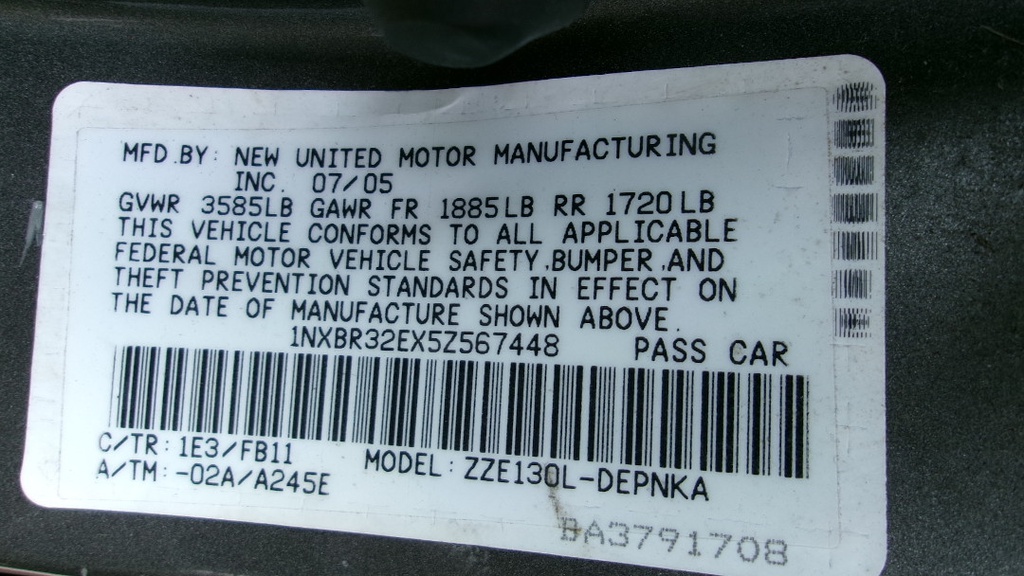 MFD.BY: NEW UNITED MOTOR MANUFACTURING
INC. 07/05
GVWR 3585LB GAWR FR 1885LB RR 1720LB
THIS VEHICLE CONFORMS TO ALL APPLICABLE
FEDERAL MOTOR VEHICLE SAFETY,BUMPER,AND
THEFT PREVENTION STANDARDS IN EFFECT ON
THE DATE OF MANUFACTURE SHOWN ABOVE.
1NXBR32EX5Z567448 PASS CAR
C/TR: 1E3/FB11
A/TM: -02A/A245E
MODEL: ZZE130L-DEPNKA
BA3791708